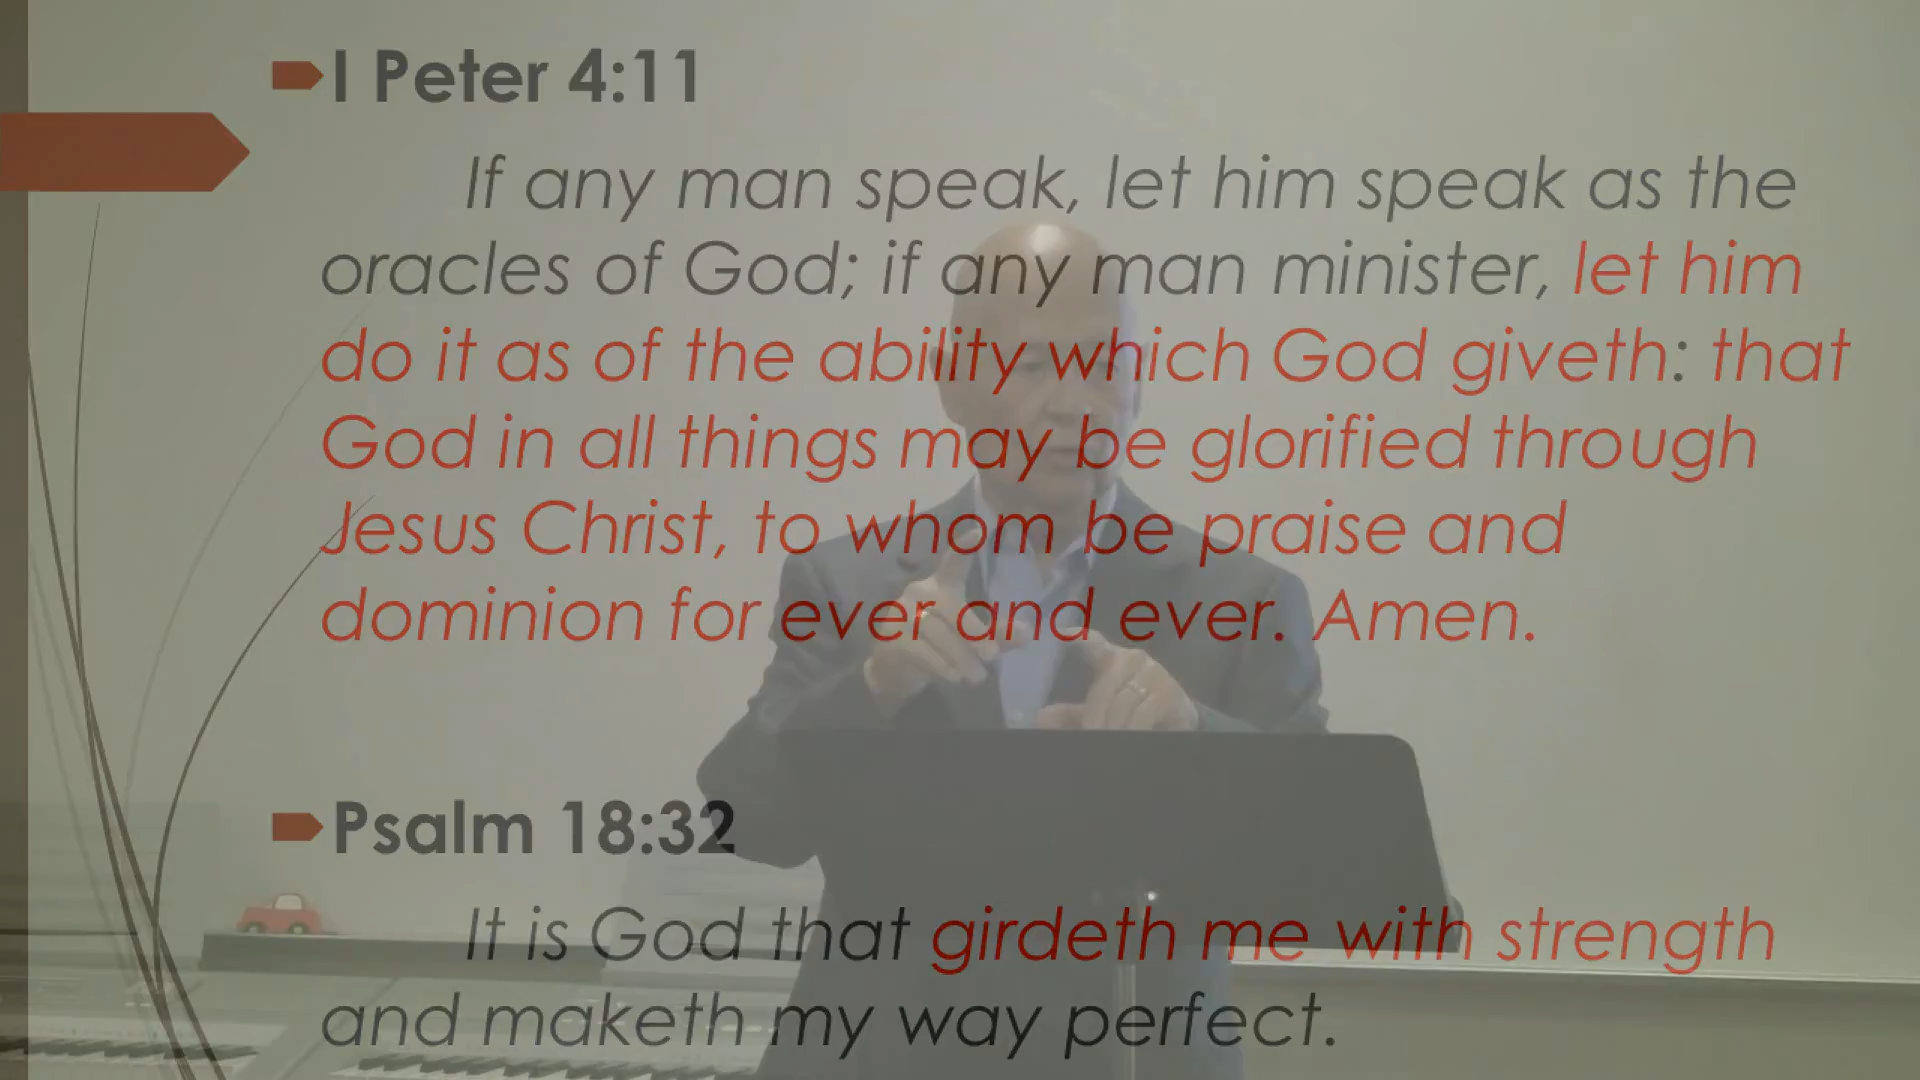 I Peter 4:11
If any man speak, let him speak as the
oracles of God; if any man minister, let him
do it as of the ability which God giveth: that
God in all things may be glorified through
Jesus Christ, to whom be praise and
dominion for ever and ever. Amen.
Psalm 18:32
It is God that girdeth me with strength
and maketh my way perfect.